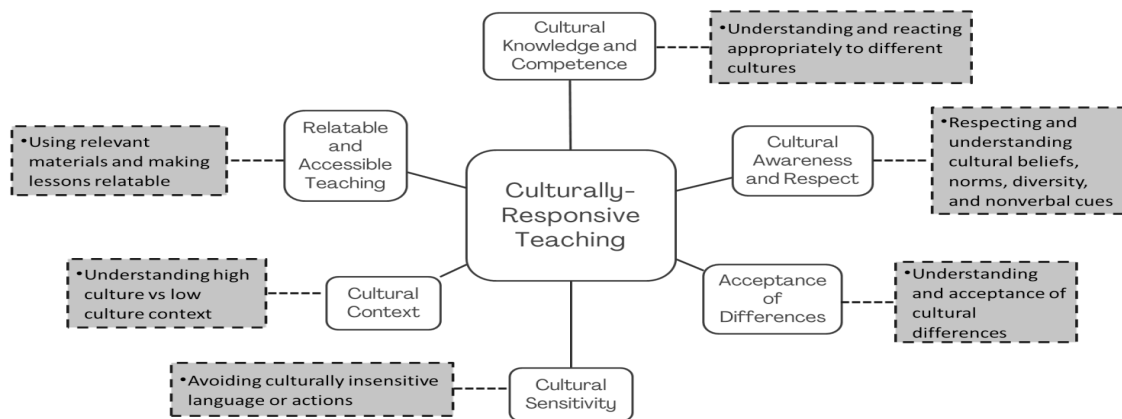 Cultural
Knowledge and
Competence
•Understanding and reacting
appropriately to different
cultures
•Using relevant
materials and making
lessons relatable
Relatable
and
Accessible
Teaching
Cultural
Awareness
and Respect
•Respecting and
understanding
cultural beliefs,
norms, diversity,
and nonverbal cues
Culturally-
Responsive
Teaching
•Understanding high
culture vs low
culture context
Cultural
Context
Acceptance
of
Differences
•Understanding
and acceptance of
cultural
differences
•Avoiding culturally insensitive
language or actions
Cultural
Sensitivity